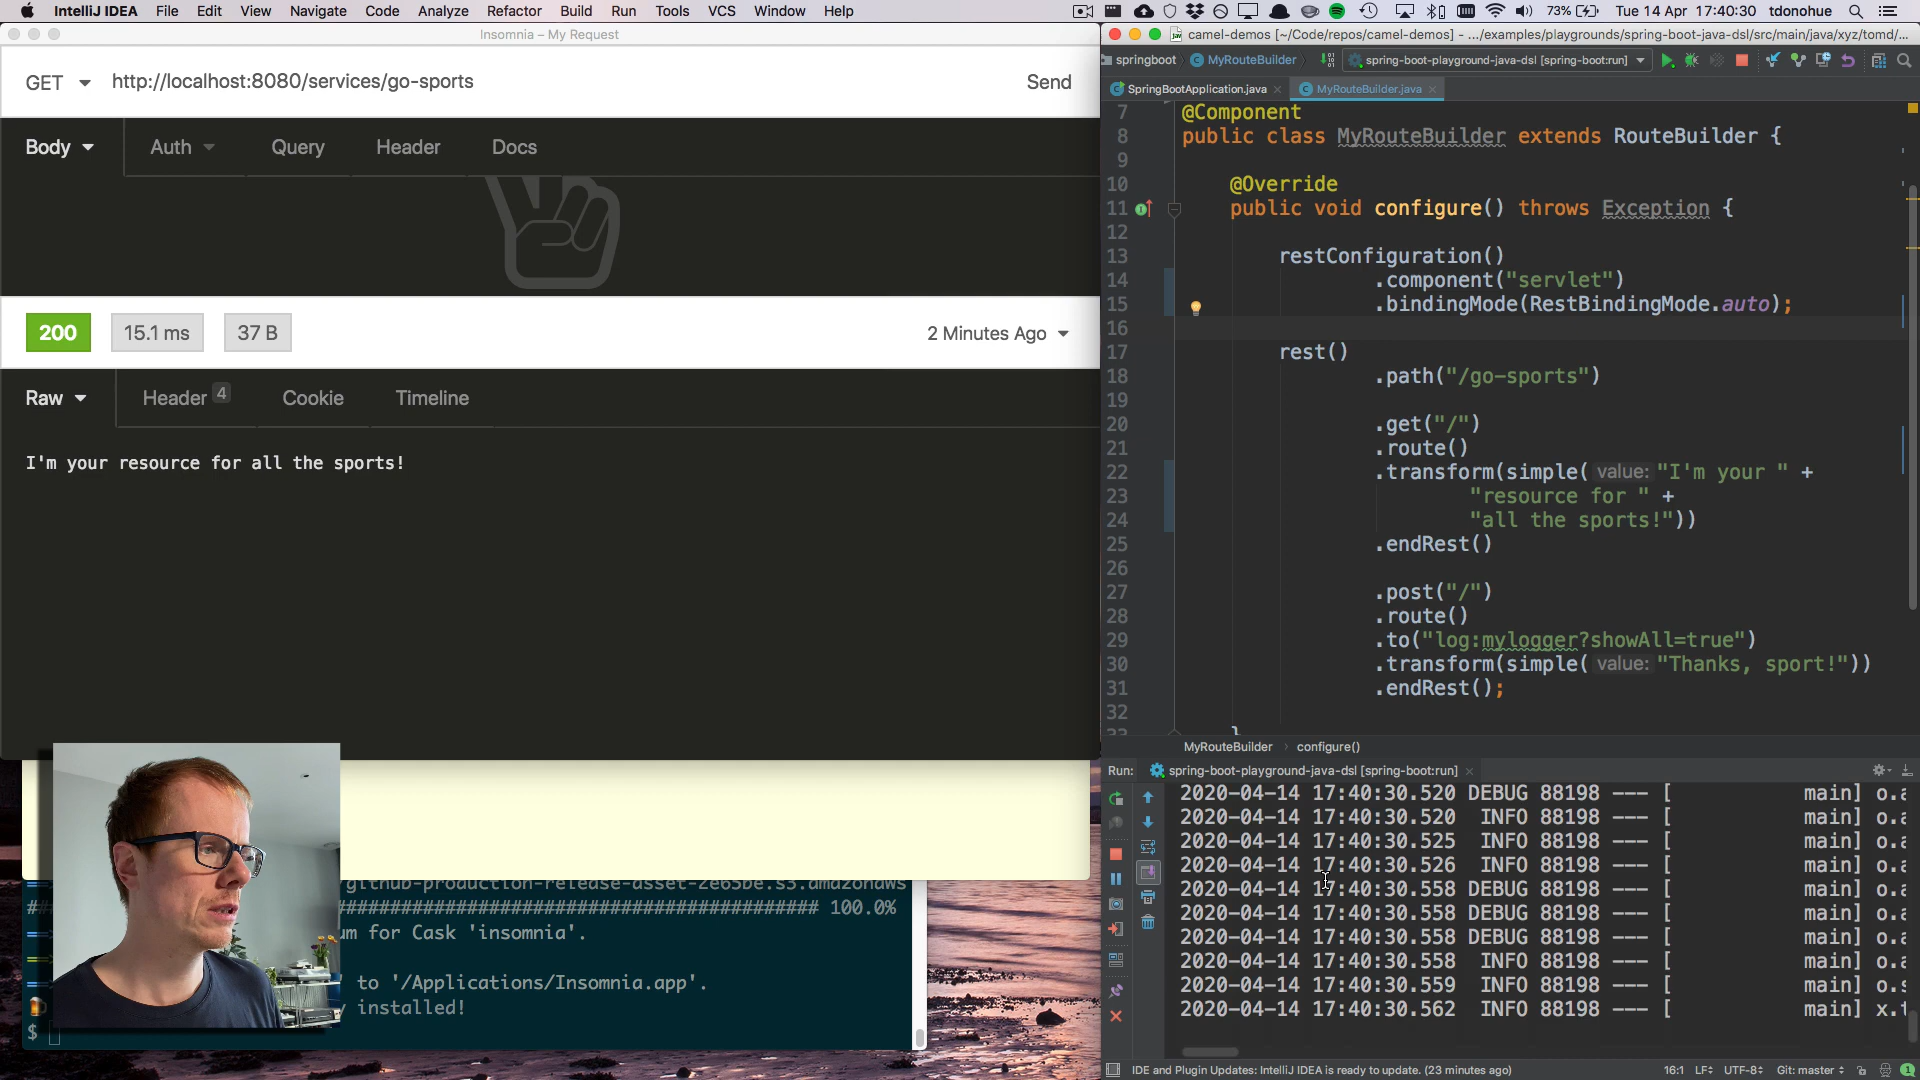 IntelliJ IDEA File Edit View Navigate Code Analyze Refactor Build Run Tools VCS Window Help 73% Tue 14 Apr 17:40:30 tdonohue
Insomnia – My Request
GET http://localhost:8080/services/go-sports Send
Body Auth Query Header Docs
200 15.1 ms 37 B 2 Minutes Ago
Raw Header 4 Cookie Timeline
I'm your resource for all the sports!
github-production-release-asset-2e65be.s3.amazonaws
## ######################################## 100.0%
um for Cask 'insomnia'.
to '/Applications/Insomnia.app'.
installed!
$
camel-demos [~/Code/repos/camel-demos] - .../examples/playgrounds/spring-boot-java-dsl/src/main/java/xyz/tomd/...
springboot MyRouteBuilder spring-boot-playground-java-dsl [spring-boot:run]
SpringBootApplication.java MyRouteBuilder.java
7 @Component
8 public class MyRouteBuilder extends RouteBuilder {
9
10 @Override
11 public void configure() throws Exception {
12
13 restConfiguration()
14 .component("servlet")
15 .bindingMode(RestBindingMode.auto);
16
17 rest()
18 .path("/go-sports")
19
20 .get("/")
21 .route()
22 .transform(simple( value: "I'm your " +
23 "resource for " +
24 "all the sports!"))
25 .endRest()
26
27 .post("/")
28 .route()
29 .to("log:mylogger?showAll=true")
30 .transform(simple( value: "Thanks, sport!"))
31 .endRest();
32
33 }
MyRouteBuilder configure()
Run: spring-boot-playground-java-dsl [spring-boot:run]
2020-04-14 17:40:30.520 DEBUG 88198 --- [ main] o.a
2020-04-14 17:40:30.520 INFO 88198 --- [ main] o.a
2020-04-14 17:40:30.525 INFO 88198 --- [ main] o.a
2020-04-14 17:40:30.526 INFO 88198 --- [ main] o.a
2020-04-14 17:40:30.558 DEBUG 88198 --- [ main] o.a
2020-04-14 17:40:30.558 DEBUG 88198 --- [ main] o.a
2020-04-14 17:40:30.558 DEBUG 88198 --- [ main] o.a
2020-04-14 17:40:30.558 INFO 88198 --- [ main] o.a
2020-04-14 17:40:30.559 INFO 88198 --- [ main] o.s
2020-04-14 17:40:30.562 INFO 88198 --- [ main] x.t
IDE and Plugin Updates: IntelliJ IDEA is ready to update. (23 minutes ago) 16:1 LF UTF-8 Git: master 1